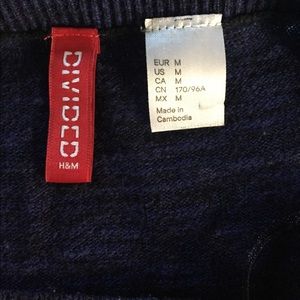 DIVIDED
H&M
EUR M
US M
CA M
CN 170/96A
MX M
Made in
Cambodia